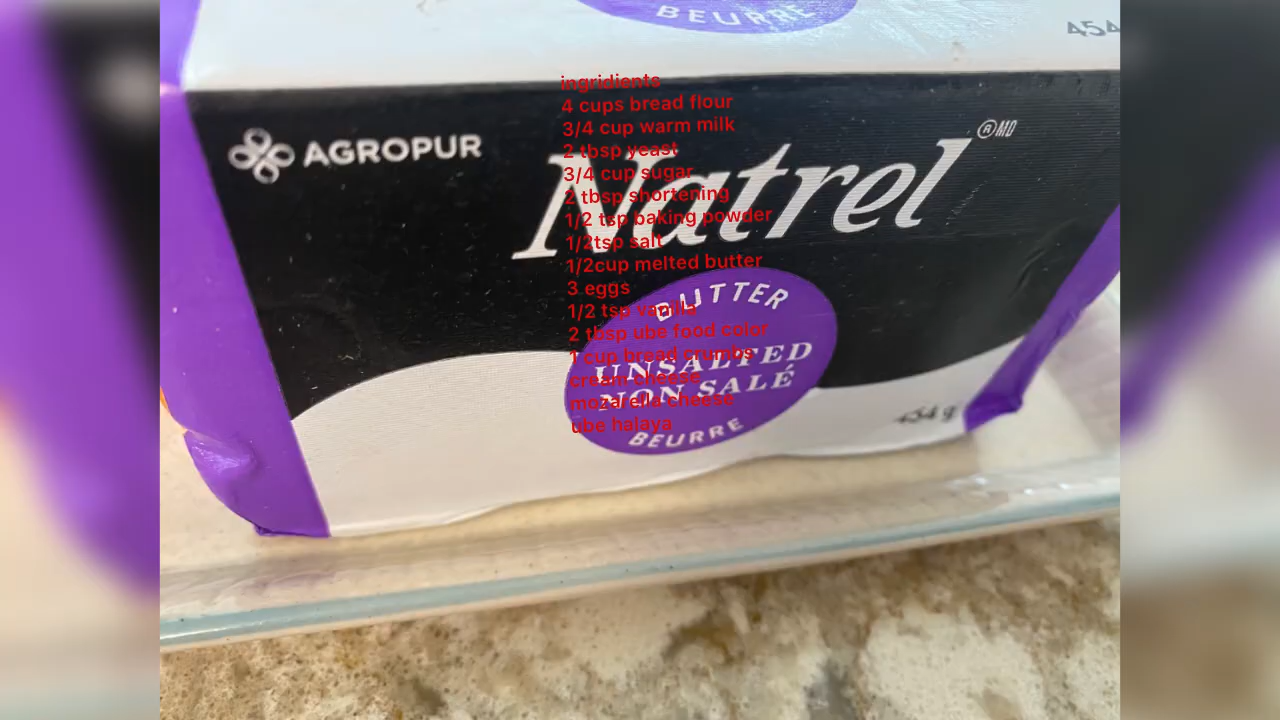 BEURRE
454
AGROPUR
Natrel ®MD
ingridients
4 cups bread flour
3/4 cup warm milk
2 tbsp yeast
3/4 cup sugar
2 tbsp shortening
1/2 tsp baking powder
1/2tsp salt
1/2cup melted butter
3 eggs
1/2 tsp vanilla
2 tbsp ube food color
1 cup bread crumbs
cream cheese
mozarella cheese
ube halaya
BUTTER
UNSALTED
NON SALÉ
BEURRE
454 g